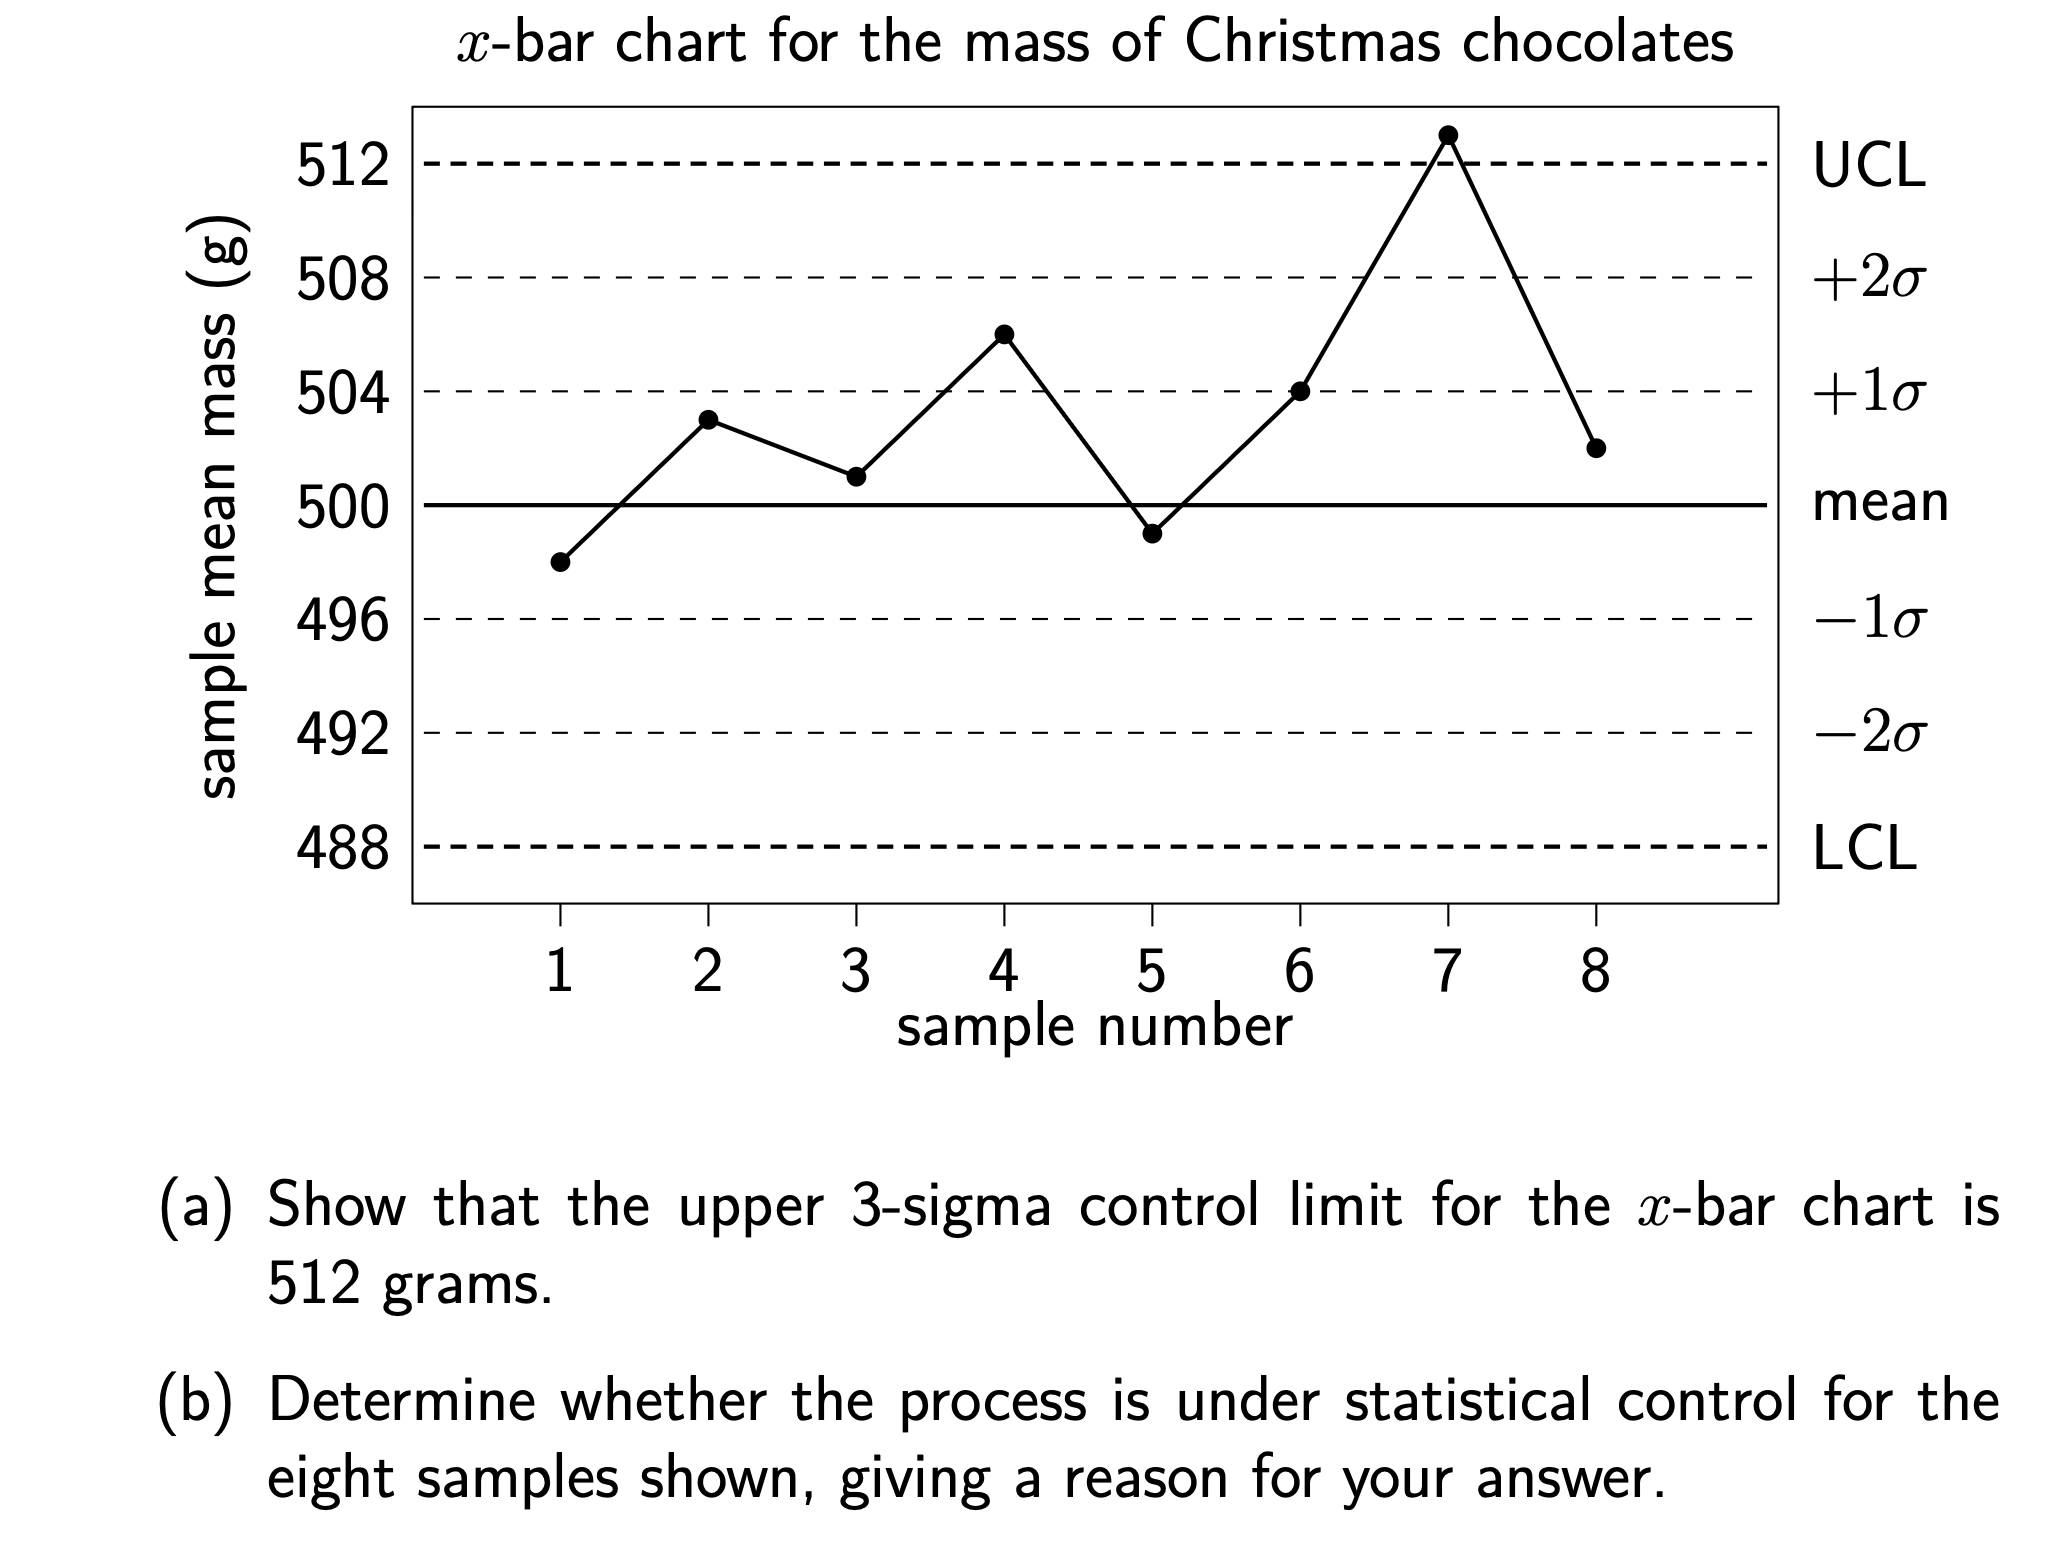 x-bar chart for the mass of Christmas chocolates
sample mean mass (g)
512
508
504
500
496
492
488
UCL
+2σ
+1σ
mean
−1σ
−2σ
LCL
1 2 3 4 5 6 7 8
sample number
(a) Show that the upper 3-sigma control limit for the x-bar chart is
512 grams.
(b) Determine whether the process is under statistical control for the
eight samples shown, giving a reason for your answer.